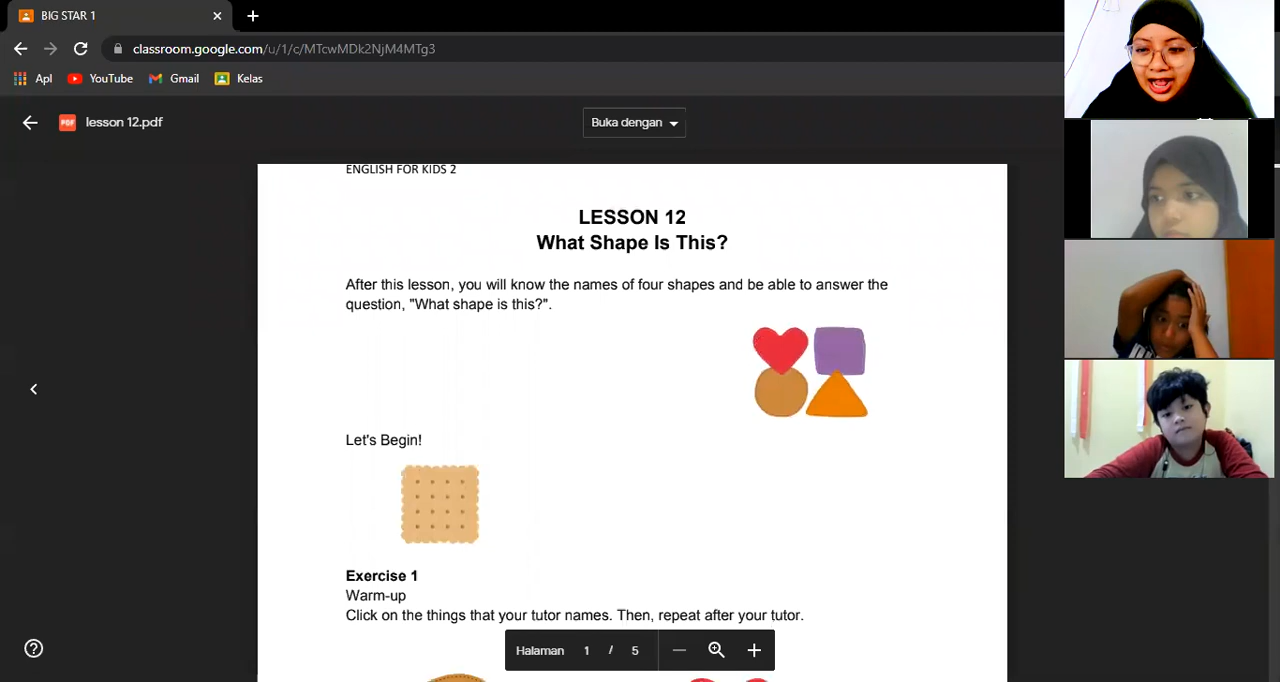 BIG STAR 1
classroom.google.com/u/1/c/MTcwMDk2NjM4MTg3
Apl YouTube Gmail Kelas
PDF lesson 12.pdf
Buka dengan
ENGLISH FOR KIDS 2
LESSON 12
What Shape Is This?
After this lesson, you will know the names of four shapes and be able to answer the
question, "What shape is this?".
Let's Begin!
Exercise 1
Warm-up
Click on the things that your tutor names. Then, repeat after your tutor.
Halaman 1 / 5